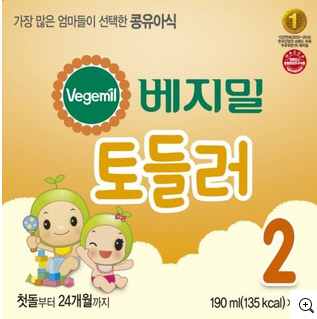 가장 많은 엄마들이 선택한 콩유아식
1
Vegemil
베지밀
토들러
2
첫돌부터 24개월까지
190 ml(135 kcal) ×